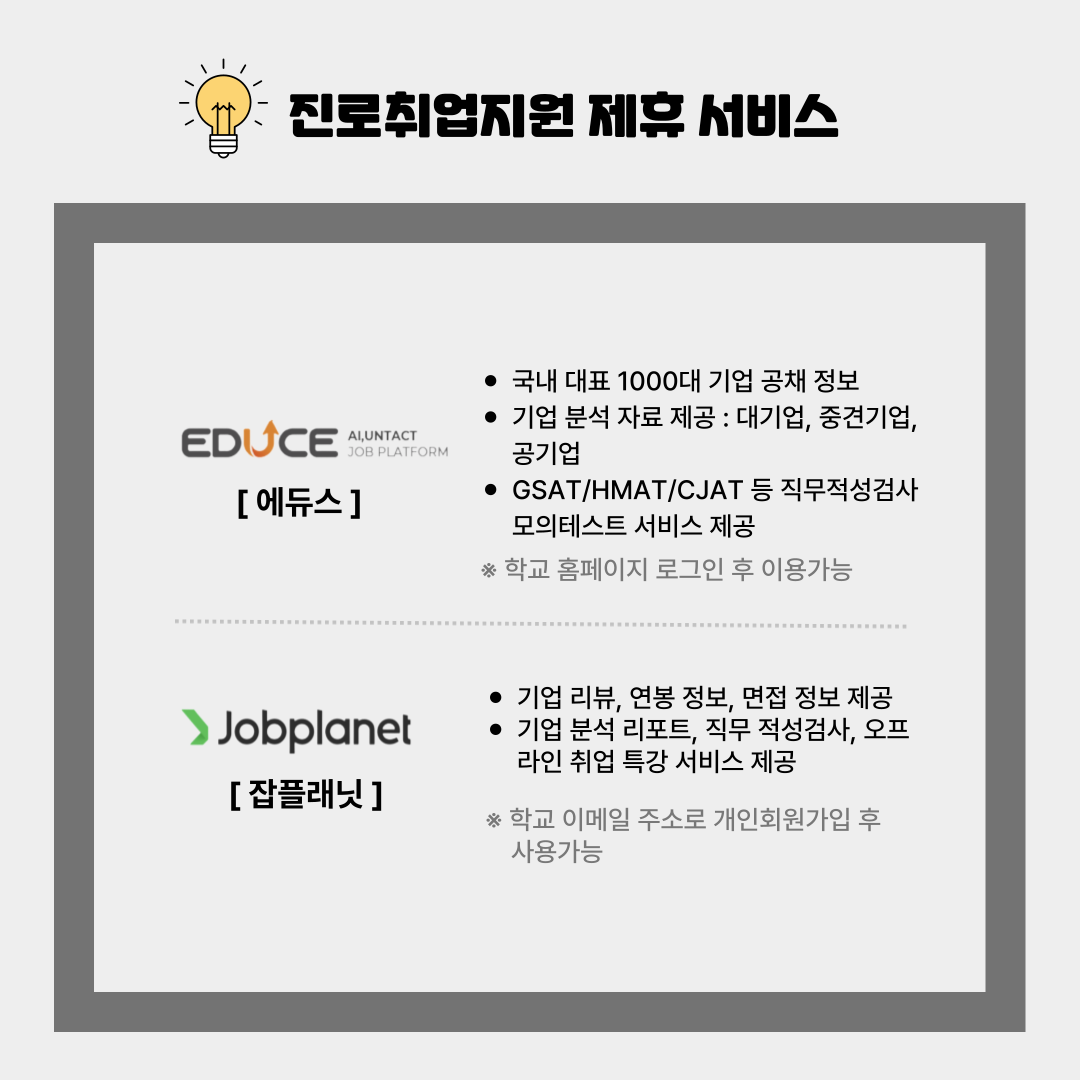 진로취업지원 제휴 서비스
EDUCE AI,UNTACT
JOB PLATFORM
[ 에듀스 ]
• 국내 대표 1000대 기업 공채 정보
• 기업 분석 자료 제공 : 대기업, 중견기업,
공기업
• GSAT/HMAT/CJAT 등 직무적성검사
모의테스트 서비스 제공
※ 학교 홈페이지 로그인 후 이용가능
Jobplanet
[ 잡플래닛 ]
• 기업 리뷰, 연봉 정보, 면접 정보 제공
• 기업 분석 리포트, 직무 적성검사, 오프
라인 취업 특강 서비스 제공
※ 학교 이메일 주소로 개인회원가입 후
사용가능